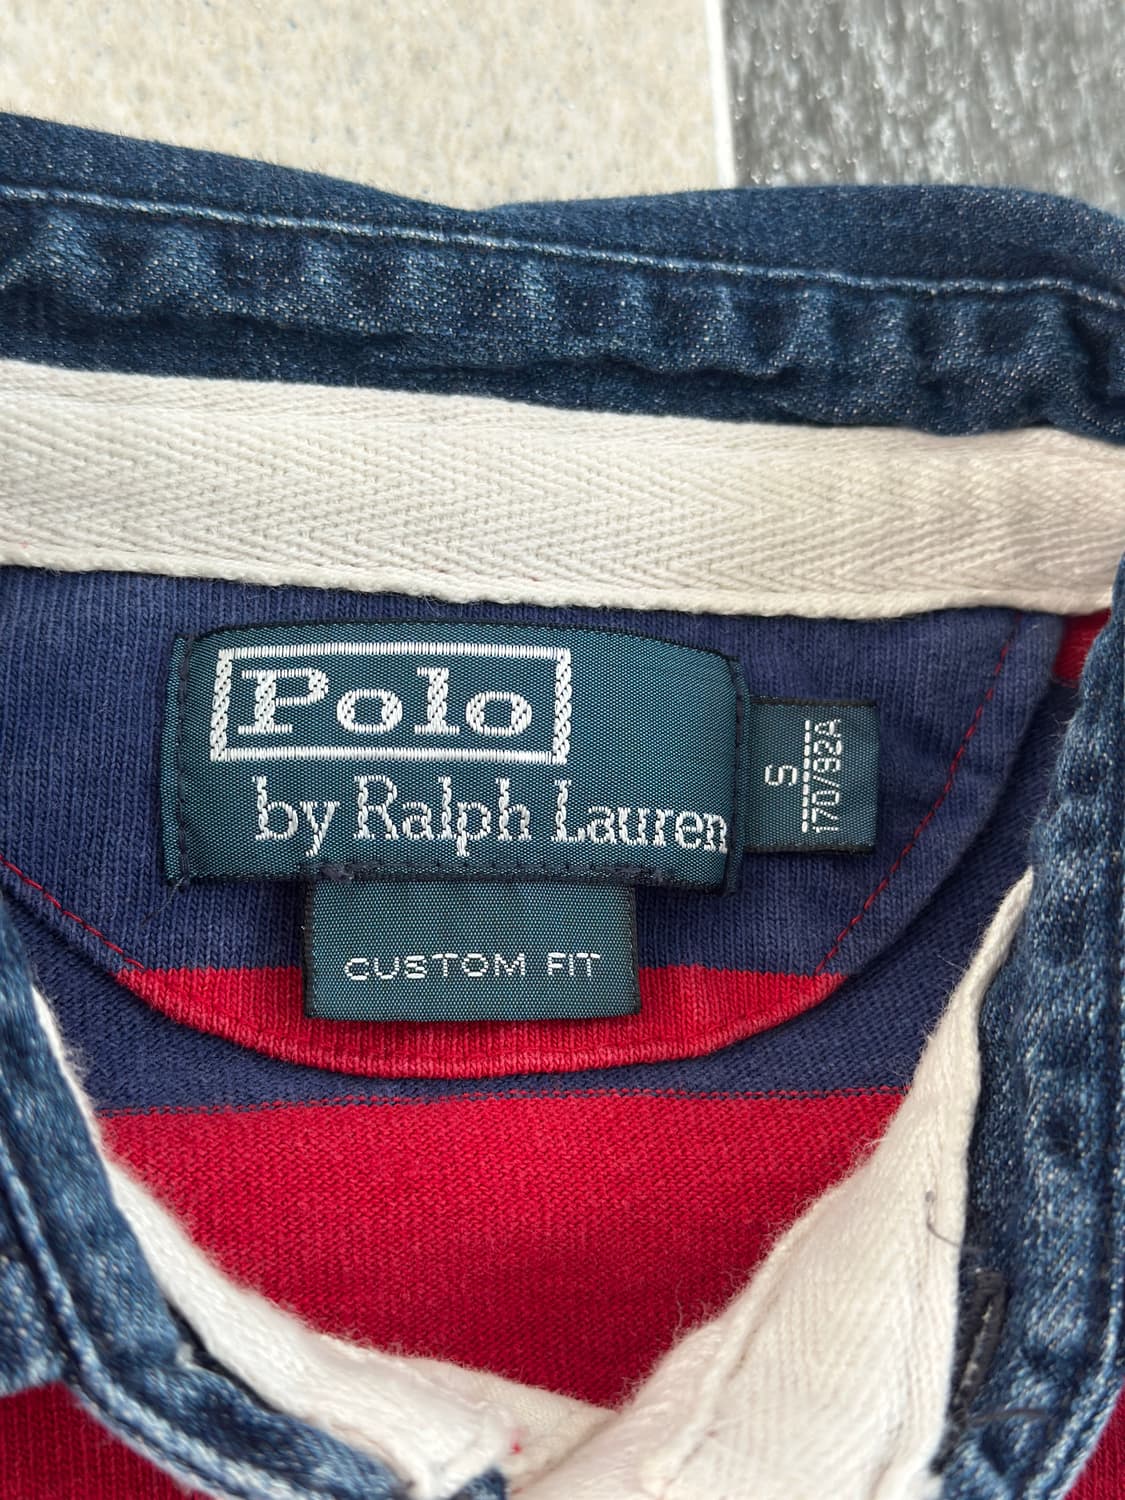 Polo
by Ralph Lauren
S
170/92A
CUSTOM FIT